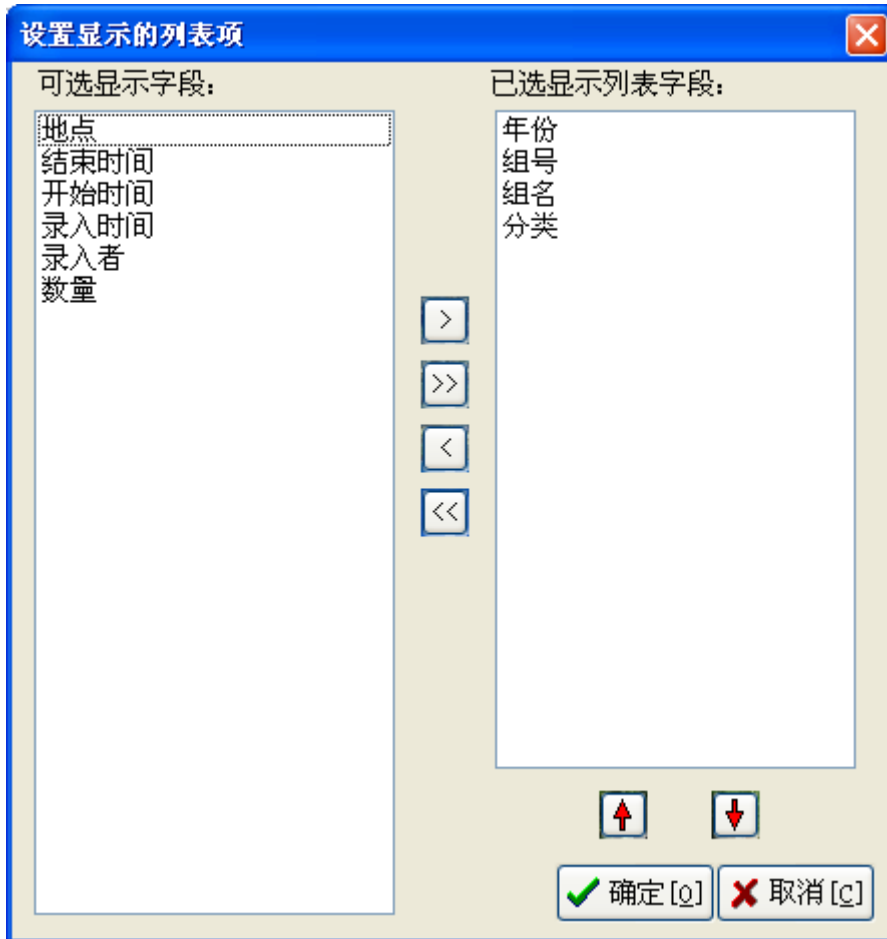 设置显示的列表项
可选显示字段：
地点
结束时间
开始时间
录入时间
录入者
数量
>
>>
<
<<
已选显示列表字段：
年份
组号
组名
分类
确定[O]
取消[C]